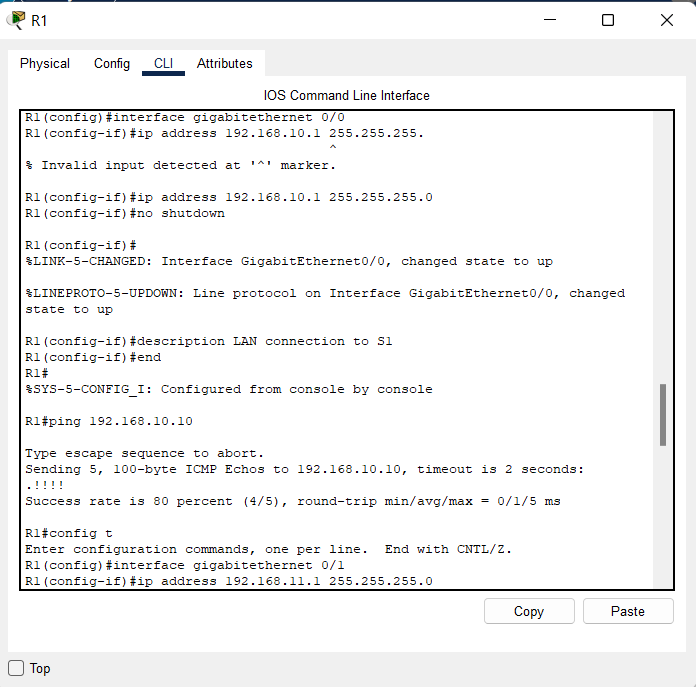 R1
Physical Config CLI Attributes
IOS Command Line Interface
R1(config)#interface gigabitethernet 0/0
R1(config-if)#ip address 192.168.10.1 255.255.255.
^
% Invalid input detected at '^' marker.
R1(config-if)#ip address 192.168.10.1 255.255.255.0
R1(config-if)#no shutdown
R1(config-if)#
%LINK-5-CHANGED: Interface GigabitEthernet0/0, changed state to up
%LINEPROTO-5-UPDOWN: Line protocol on Interface GigabitEthernet0/0, changed
state to up
R1(config-if)#description LAN connection to S1
R1(config-if)#end
R1#
%SYS-5-CONFIG_I: Configured from console by console
R1#ping 192.168.10.10
Type escape sequence to abort.
Sending 5, 100-byte ICMP Echos to 192.168.10.10, timeout is 2 seconds:
.!!!!
Success rate is 80 percent (4/5), round-trip min/avg/max = 0/1/5 ms
R1#config t
Enter configuration commands, one per line.  End with CNTL/Z.
R1(config)#interface gigabitethernet 0/1
R1(config-if)#ip address 192.168.11.1 255.255.255.0
Copy Paste
Top